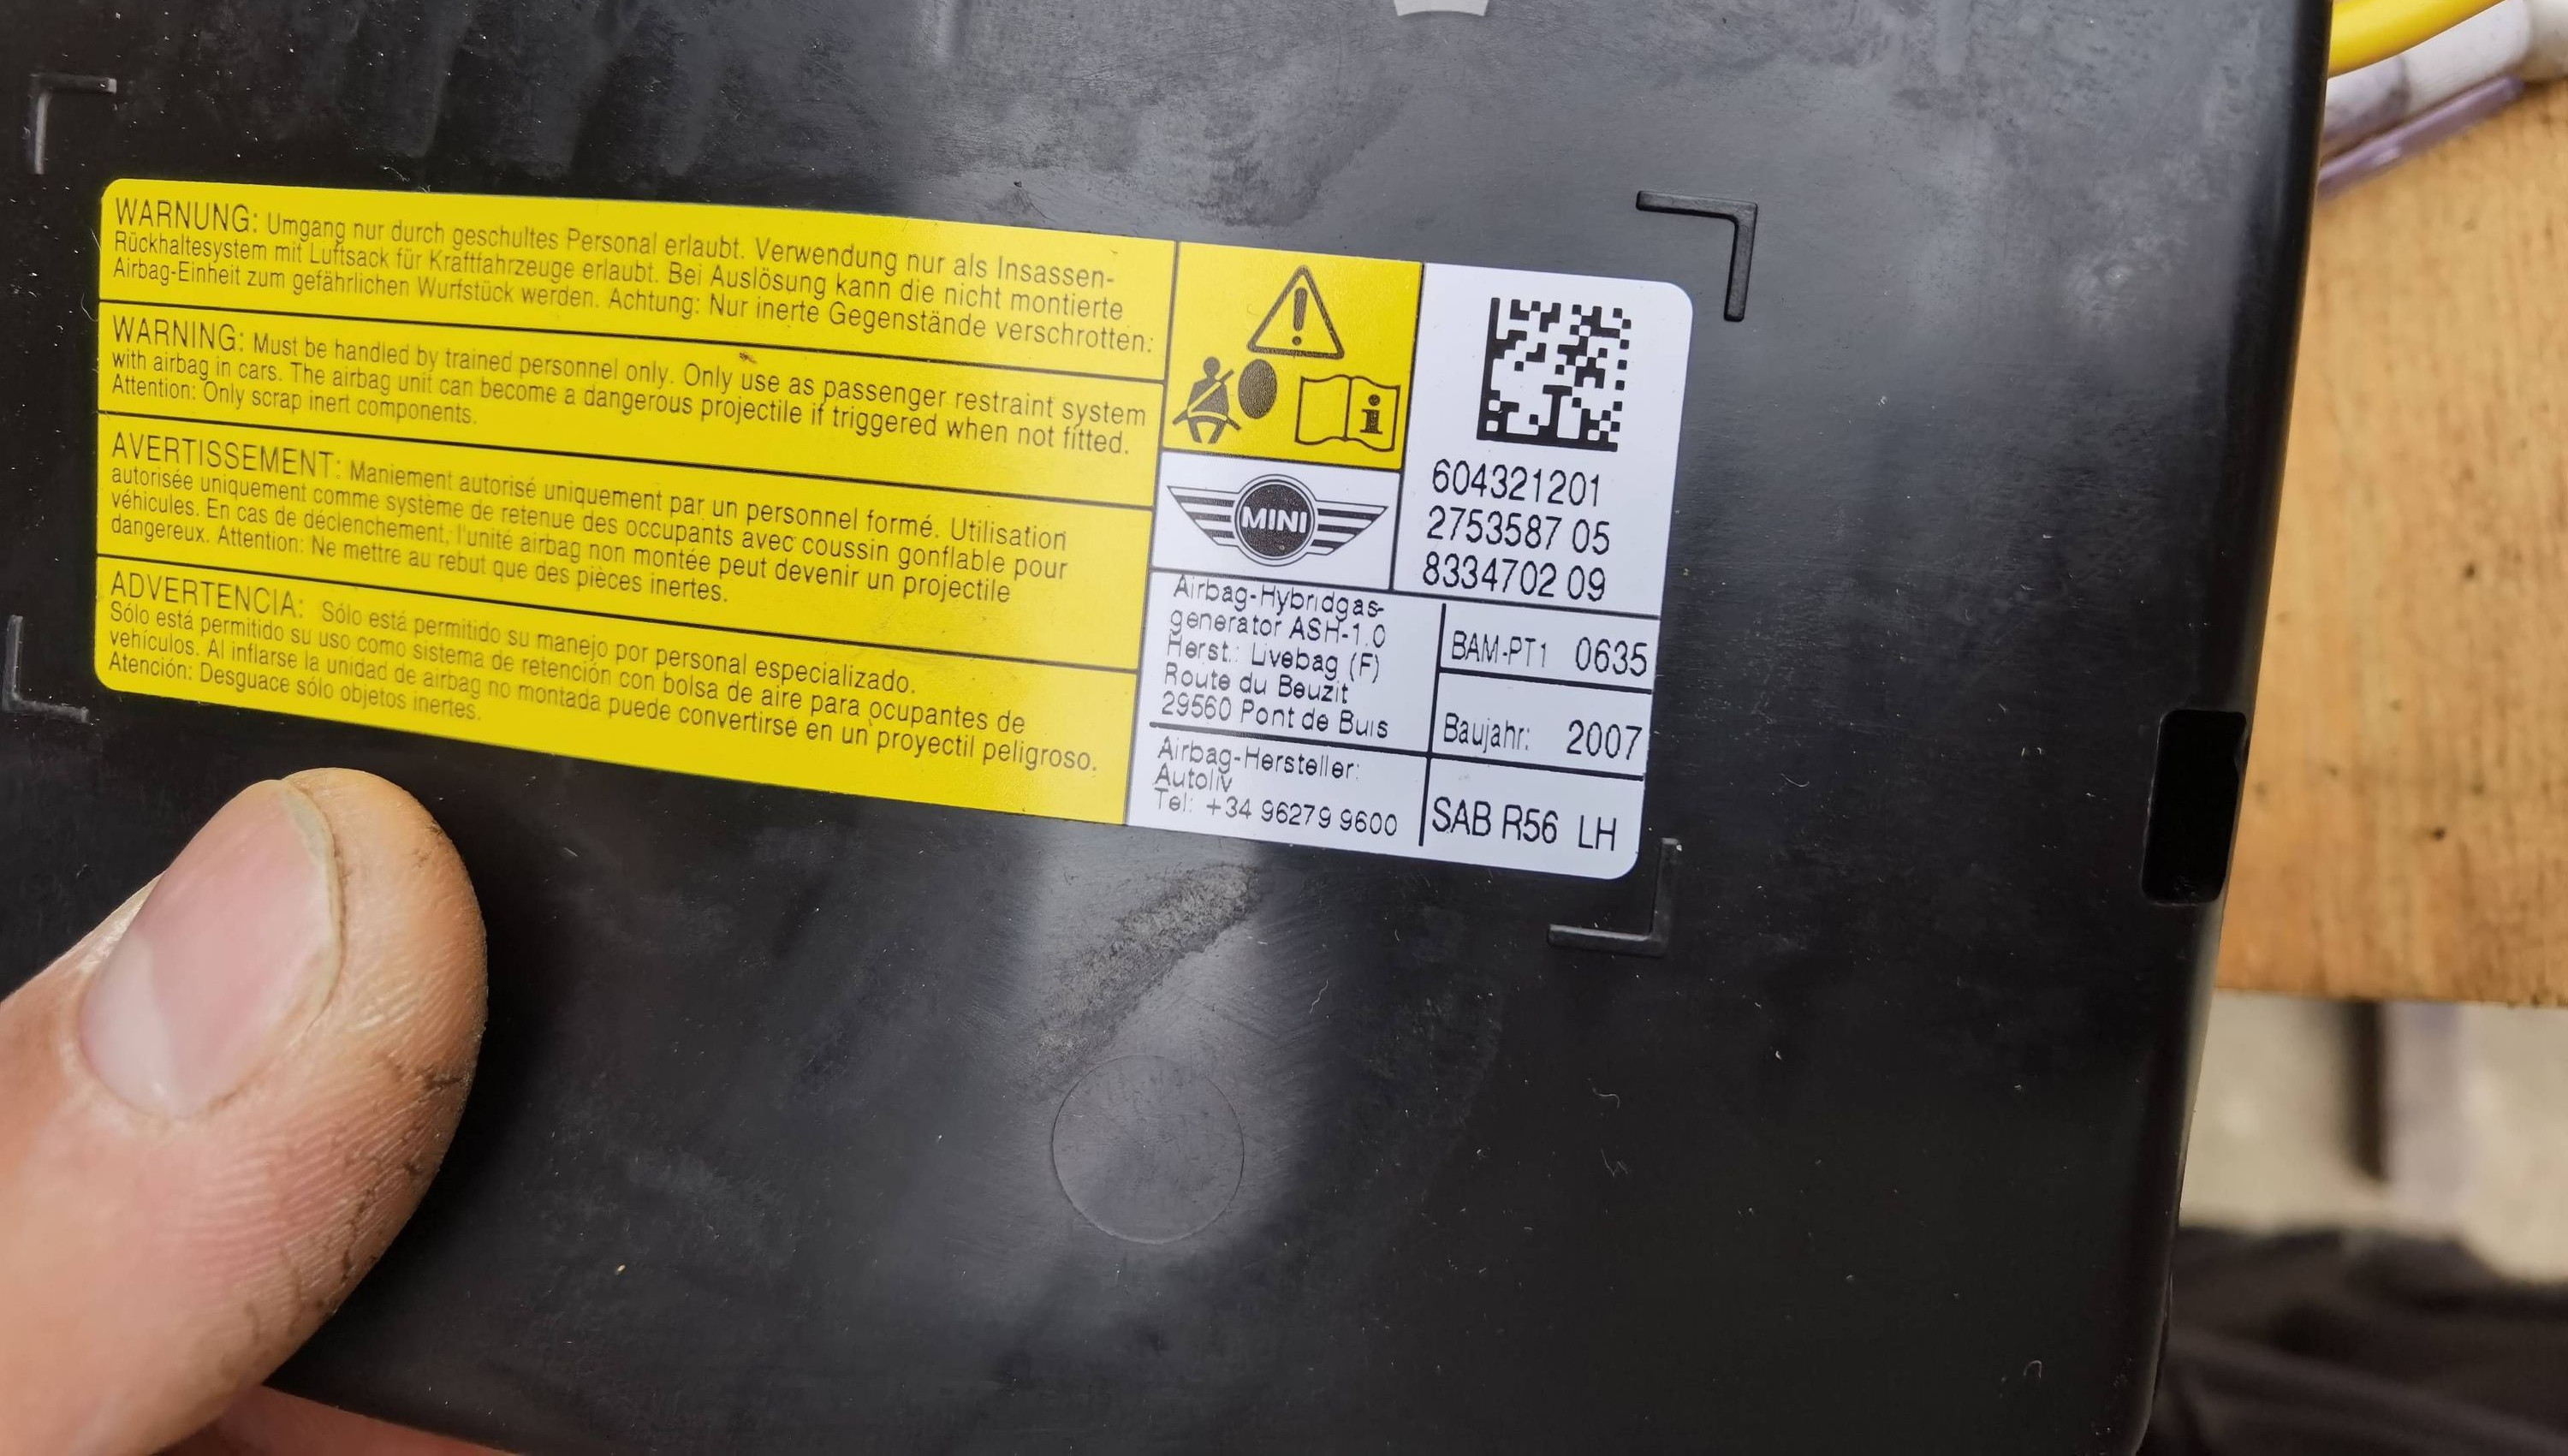 WARNUNG: Umgang nur durch geschultes Personal erlaubt. Verwendung nur als Insassen-
Rückhaltesystem mit Luftsack für Kraftfahrzeuge erlaubt. Bei Auslösung kann die nicht montierte
Airbag-Einheit zum gefährlichen Wurfstück werden. Achtung: Nur inerte Gegenstände verschrotten:
WARNING: Must be handled by trained personnel only. Only use as passenger restraint system
with airbag in cars. The airbag unit can become a dangerous projectile if triggered when not fitted.
Attention: Only scrap inert components.
AVERTISSEMENT: Maniement autorisé uniquement par un personnel formé. Utilisation
autorisée uniquement comme système de retenue des occupants avec coussin gonflable pour
véhicules. En cas de déclenchement, l'unité airbag non montée peut devenir un projectile
dangereux. Attention: Ne mettre au rebut que des pièces inertes.
ADVERTENCIA: Sólo está permitido su manejo por personal especializado.
Sólo está permitido su uso como sistema de retención con bolsa de aire para ocupantes de
vehículos. Al inflarse la unidad de airbag no montada puede convertirse en un proyectil peligroso.
Atención: Desguace sólo objetos inertes.
i
MINI
604321201
2753587 05
8334702 09
Airbag-Hybridgas-
generator ASH-1.0
Herst.: Livebag (F)
Route du Beuzit
29560 Pont de Buis
BAM-PT1 0635
Baujahr: 2007
Airbag-Hersteller:
Autoliv
Tel: +34 96279 9600
SAB R56 LH